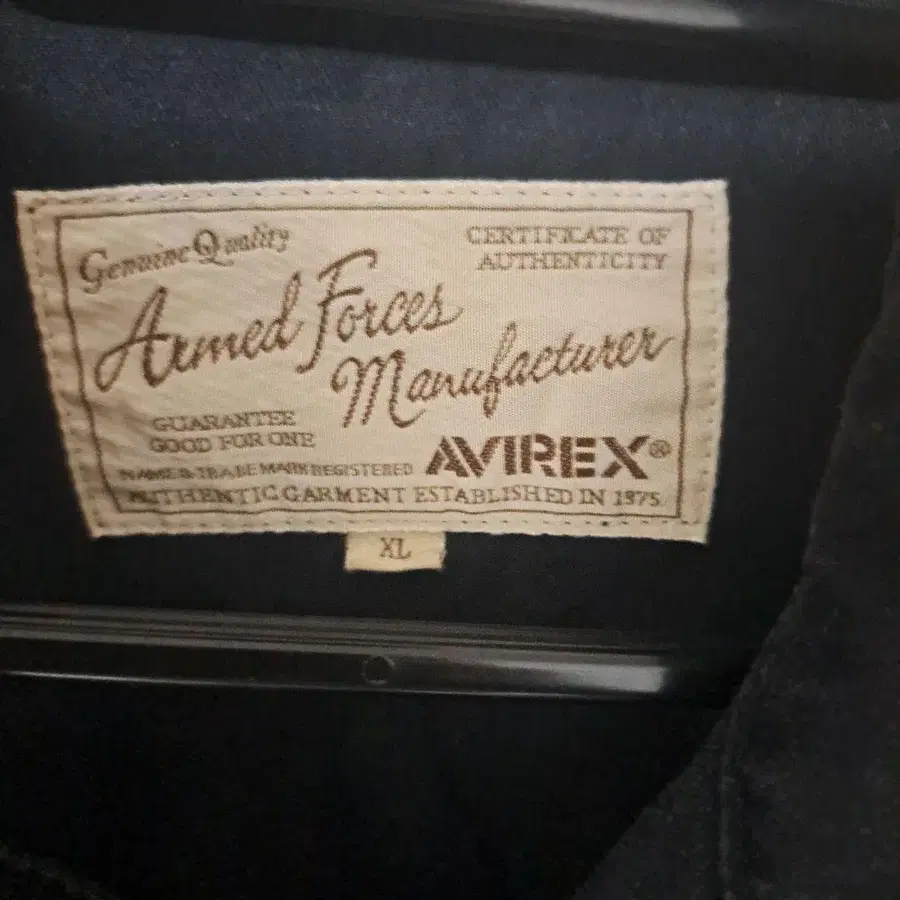 Genuine Quality
CERTIFICATE OF
AUTHENTICITY
Armed Forces
Manufacturer
GUARANTEE
GOOD FOR ONE
NAME & TRADE MARK REGISTERED
AVIREX®
AUTHENTIC GARMENT ESTABLISHED IN 1975.
XL